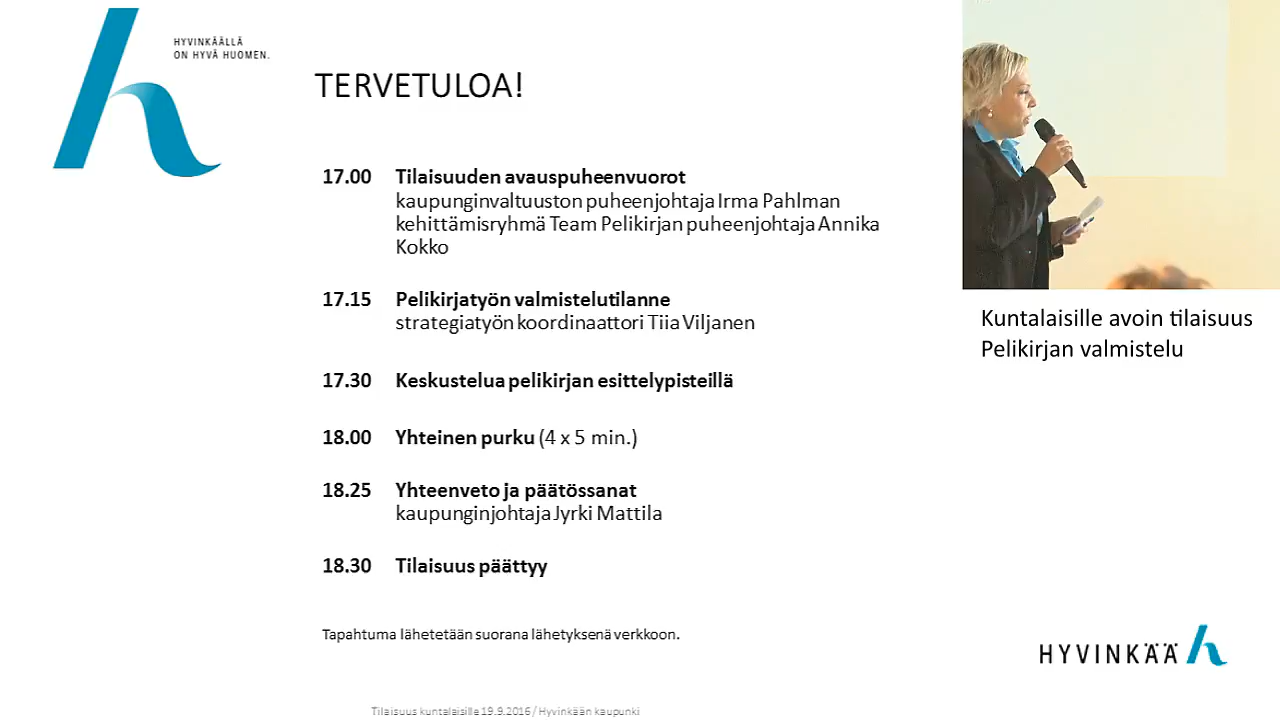 HYVINKÄÄLLÄ
ON HYVÄ HUOMEN.
TERVETULOA!
17.00 Tilaisuuden avauspuheenvuorot
kaupunginvaltuuston puheenjohtaja Irma Pahlman
kehittämisryhmä Team Pelikirjan puheenjohtaja Annika
Kokko
17.15 Pelikirjatyön valmistelutilanne
strategiatyön koordinaattori Tiia Viljanen
17.30 Keskustelua pelikirjan esittelypisteillä
18.00 Yhteinen purku (4 x 5 min.)
18.25 Yhteenveto ja päätössanat
kaupunginjohtaja Jyrki Mattila
18.30 Tilaisuus päättyy
Tapahtuma lähetetään suorana lähetyksenä verkkoon.
Tilaisuus kuntalaisille 19.9.2016 / Hyvinkään kaupunki
Kuntalaisille avoin tilaisuus
Pelikirjan valmistelu
HYVINKÄÄ